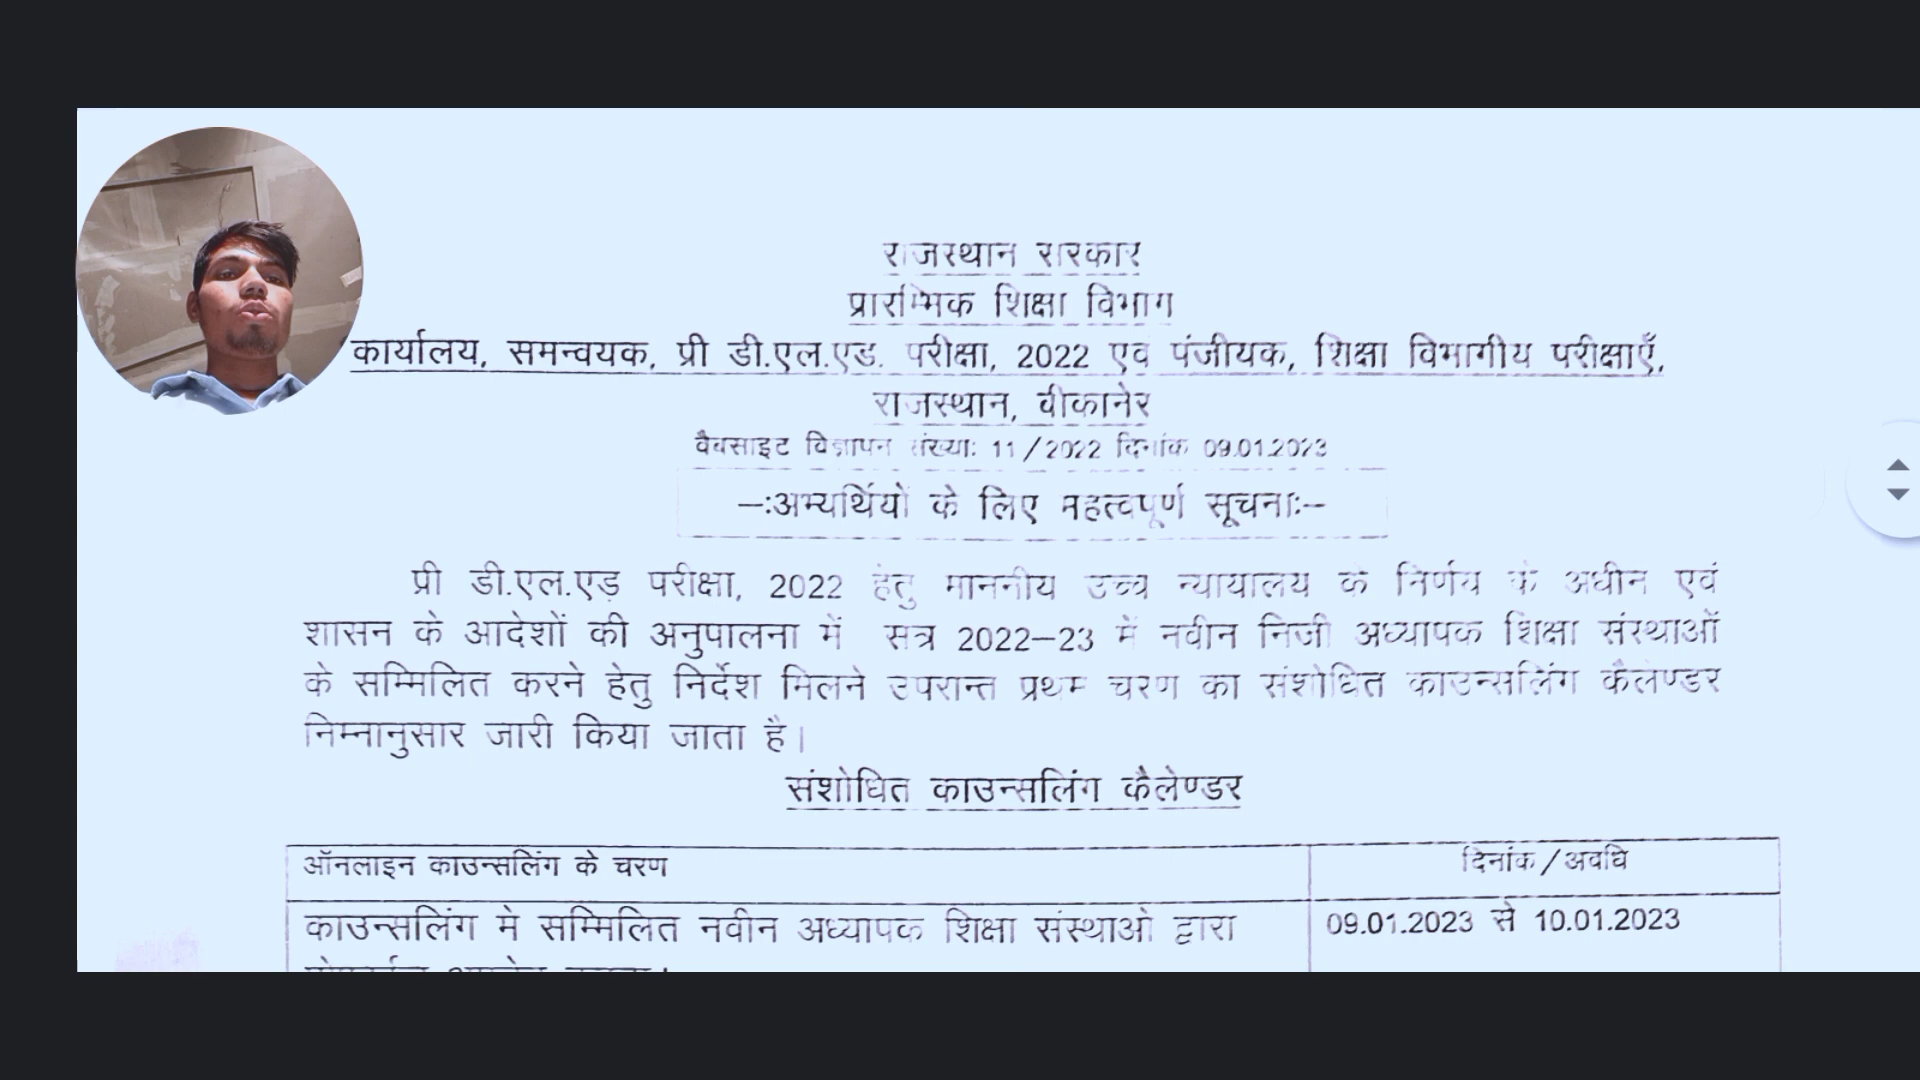 राजस्थान सरकार
प्रारम्भिक शिक्षा विभाग
कार्यालय, समन्वयक, प्री डी.एल.एड. परीक्षा, 2022 एवं पंजीयक, शिक्षा विभागीय परीक्षाएँ,
राजस्थान, बीकानेर
वैबसाइट विज्ञापन संख्या: 11/2022 दिनांक 09.01.2023
—:अभ्यर्थियों के लिए महत्वपूर्ण सूचना:—
प्री डी.एल.एड़ परीक्षा, 2022 हेतु माननीय उच्च न्यायालय के निर्णय के अधीन एवं
शासन के आदेशों की अनुपालना में सत्र 2022–23 में नवीन निजी अध्यापक शिक्षा संस्थाओं
के सम्मिलित करने हेतु निर्देश मिलने उपरान्त प्रथम चरण का संशोधित काउन्सलिंग कैलेण्डर
निम्नानुसार जारी किया जाता है।
संशोधित काउन्सलिंग कैलेण्डर
ऑनलाइन काउन्सलिंग के चरण दिनांक/अवधि
काउन्सलिंग मे सम्मिलित नवीन अध्यापक शिक्षा संस्थाओं द्वारा 09.01.2023 से 10.01.2023